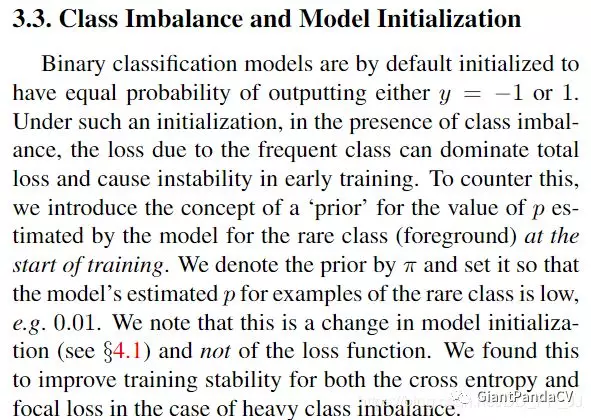 3.3. Class Imbalance and Model Initialization
Binary classification models are by default initialized to
have equal probability of outputting either y = −1 or 1.
Under such an initialization, in the presence of class imbal-
ance, the loss due to the frequent class can dominate total
loss and cause instability in early training. To counter this,
we introduce the concept of a ‘prior’ for the value of p es-
timated by the model for the rare class (foreground) at the
start of training. We denote the prior by π and set it so that
the model’s estimated p for examples of the rare class is low,
e.g. 0.01. We note that this is a change in model initializa-
tion (see §4.1) and not of the loss function. We found this
to improve training stability for both the cross entropy and
focal loss in the case of heavy class imbalance.
GiantPandaCV